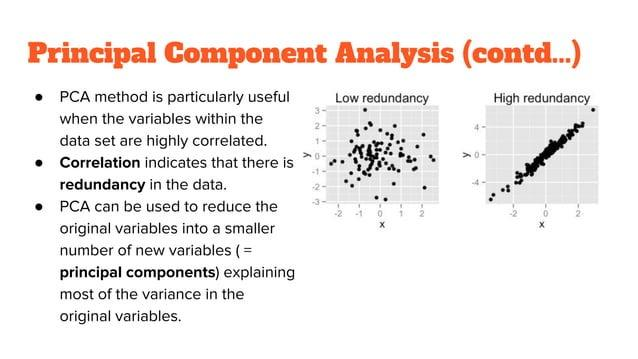 Principal Component Analysis (contd...)
● PCA method is particularly useful
when the variables within the
data set are highly correlated.
● Correlation indicates that there is
redundancy in the data.
● PCA can be used to reduce the
original variables into a smaller
number of new variables ( =
principal components) explaining
most of the variance in the
original variables.
Low redundancy
3
2
1
0
-1
-2
-3
y
-2 -1 0 1 2
x
High redundancy
4
0
-4
y
-2 0 2
x